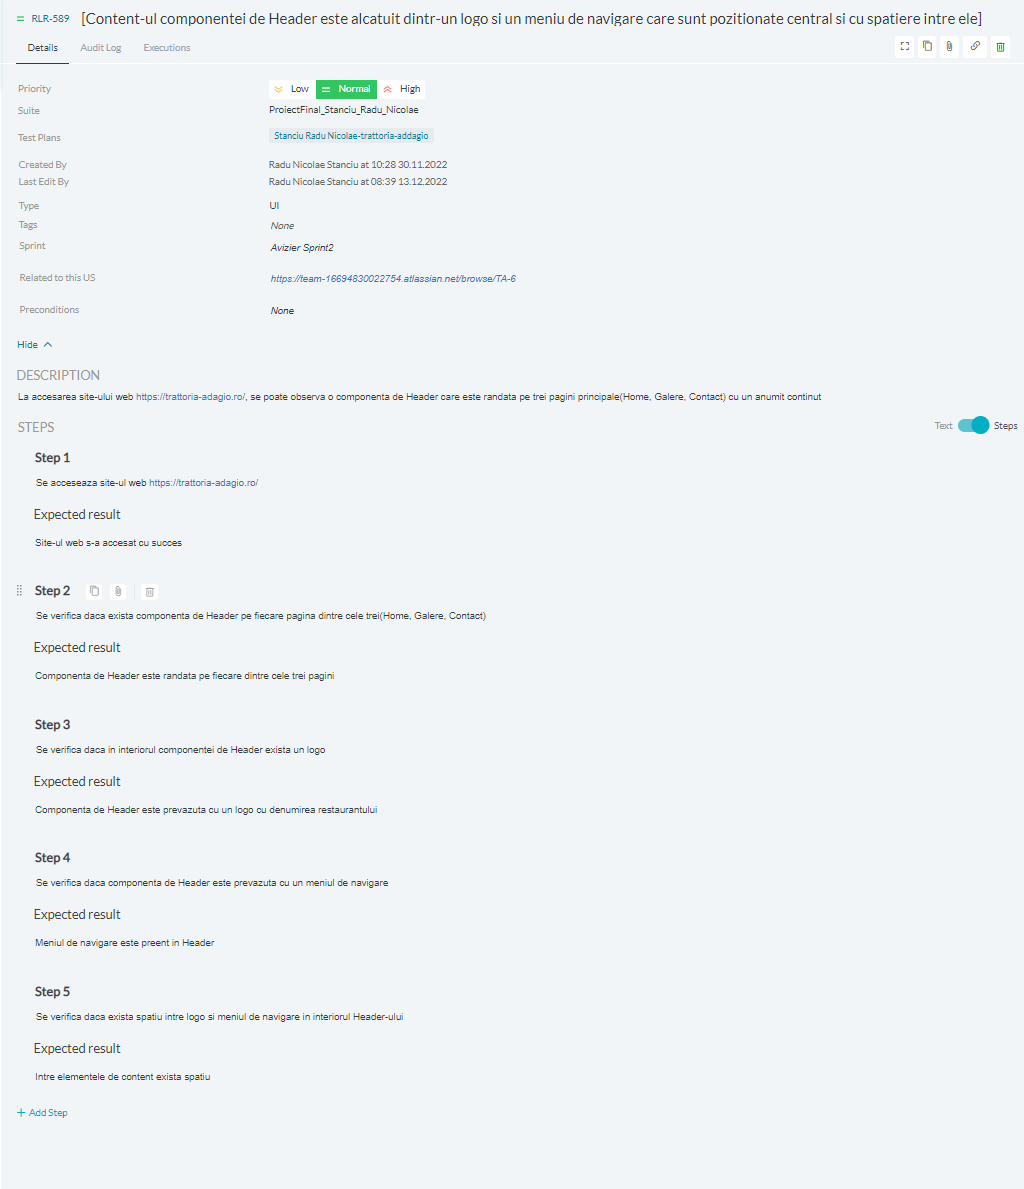 RLR-589 [Content-ul componentei de Header este alcatuit dintr-un logo si un meniu de navigare care sunt pozitionate central si cu spatiere intre ele]
Details Audit Log Executions
Priority Low Normal High
Suite ProiectFinal_Stanciu_Radu_Nicolae
Test Plans Stanciu Radu Nicolae-trattoria-addagio
Created By Radu Nicolae Stanciu at 10:28 30.11.2022
Last Edit By Radu Nicolae Stanciu at 08:39 13.12.2022
Type UI
Tags None
Sprint Avizier Sprint2
Related to this US https://team-16694830022754.atlassian.net/browse/TA-6
Preconditions None
Hide
DESCRIPTION
La accesarea site-ului web https://trattoria-adagio.ro/, se poate observa o componenta de Header care este randata pe trei pagini principale(Home, Galere, Contact) cu un anumit continut
STEPS Text Steps
Step 1
Se acceseaza site-ul web https://trattoria-adagio.ro/
Expected result
Site-ul web s-a accesat cu succes
Step 2
Se verifica daca exista componenta de Header pe fiecare pagina dintre cele trei(Home, Galere, Contact)
Expected result
Componenta de Header este randata pe fiecare dintre cele trei pagini
Step 3
Se verifica daca in interiorul componentei de Header exista un logo
Expected result
Componenta de Header este prevazuta cu un logo cu denumirea restaurantului
Step 4
Se verifica daca componenta de Header este prevazuta cu un meniul de navigare
Expected result
Meniul de navigare este preent in Header
Step 5
Se verifica daca exista spatiu intre logo si meniul de navigare in interiorul Header-ului
Expected result
Intre elementele de content exista spatiu
+ Add Step